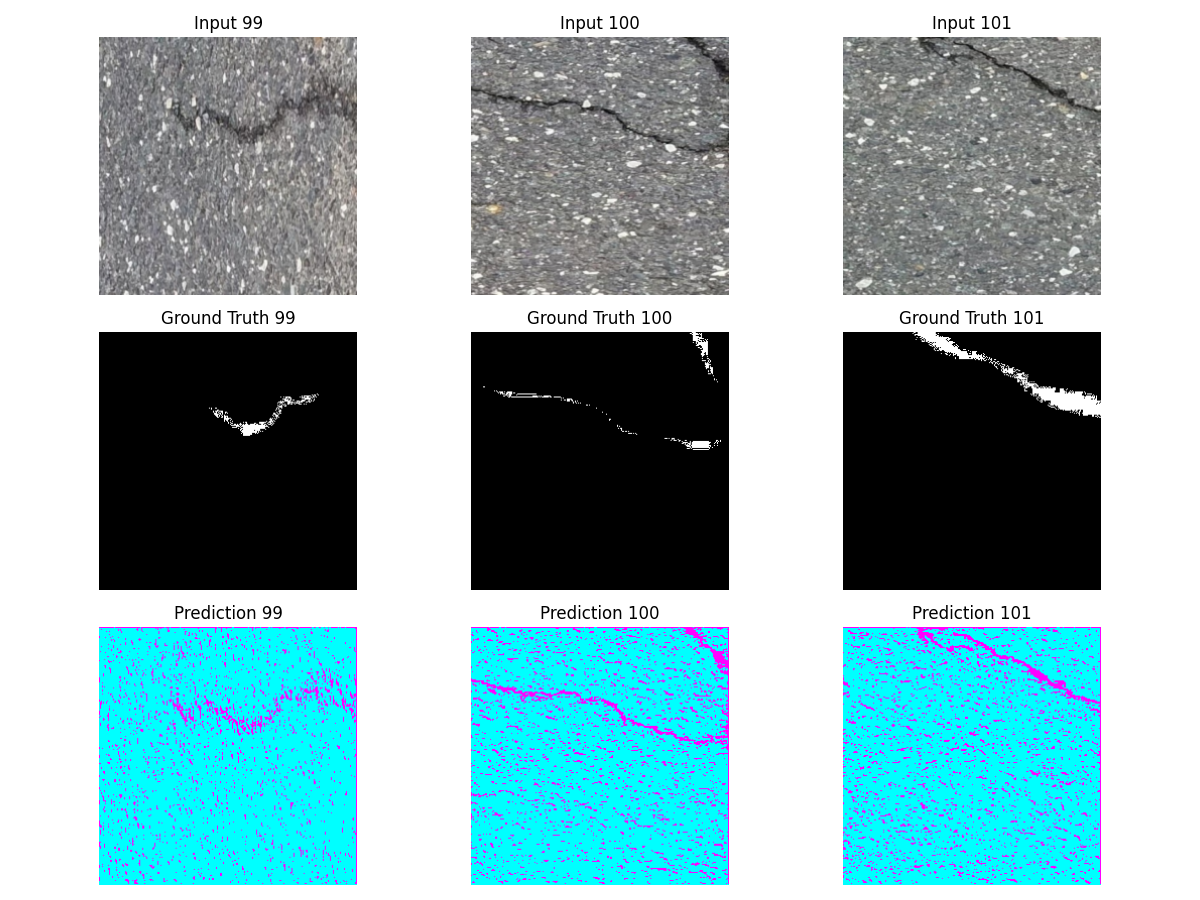 Input 99
Input 100
Input 101
Ground Truth 99
Ground Truth 100
Ground Truth 101
Prediction 99
Prediction 100
Prediction 101